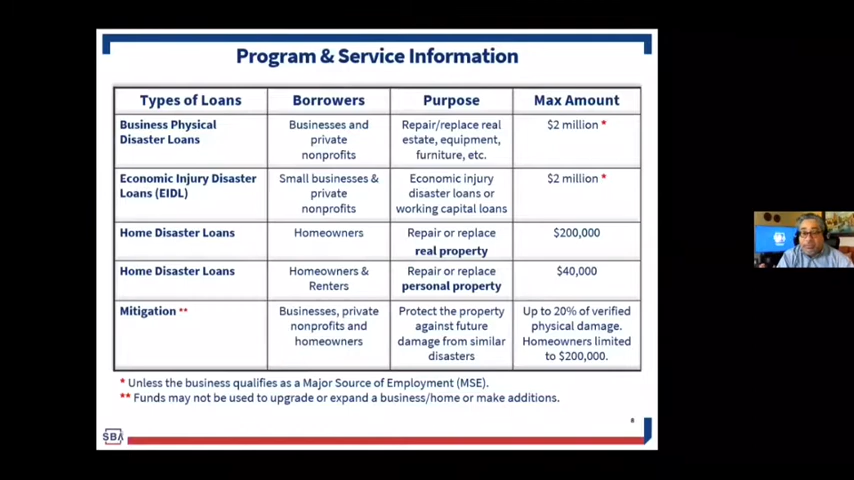 Program & Service Information
Types of Loans Borrowers Purpose Max Amount
Business Physical
Disaster Loans
Businesses and
private
nonprofits
Repair/replace real
estate, equipment,
furniture, etc.
$2 million *
Economic Injury Disaster
Loans (EIDL)
Small businesses &
private
nonprofits
Economic injury
disaster loans or
working capital loans
$2 million *
Home Disaster Loans
Homeowners
Repair or replace
real property
$200,000
Home Disaster Loans
Homeowners &
Renters
Repair or replace
personal property
$40,000
Mitigation **
Businesses, private
nonprofits and
homeowners
Protect the property
against future
damage from similar
disasters
Up to 20% of verified
physical damage.
Homeowners limited
to $200,000.
* Unless the business qualifies as a Major Source of Employment (MSE).
** Funds may not be used to upgrade or expand a business/home or make additions.
8
SBA